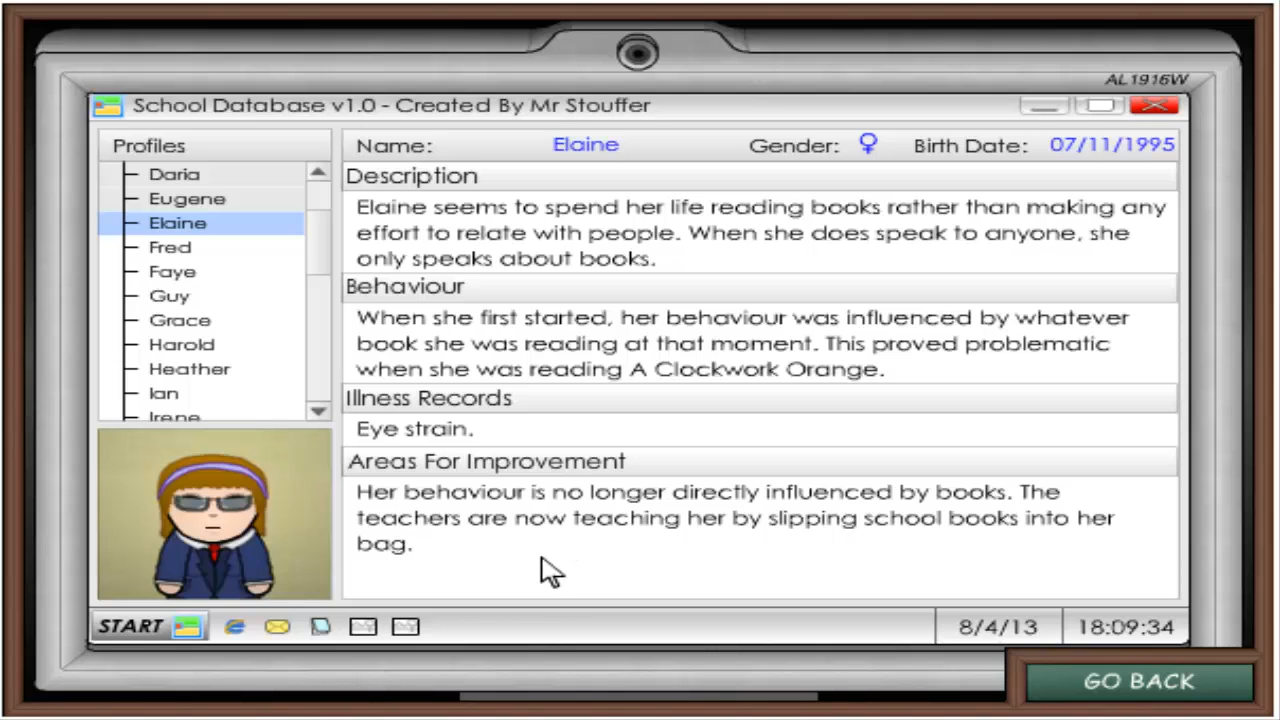 AL1916W
School Database v1.0 - Created By Mr Stouffer
Profiles
Daria
Eugene
Elaine
Fred
Faye
Guy
Grace
Harold
Heather
Ian
Irene
Name: Elaine Gender: ♀ Birth Date: 07/11/1995
Description
Elaine seems to spend her life reading books rather than making any
effort to relate with people. When she does speak to anyone, she
only speaks about books.
Behaviour
When she first started, her behaviour was influenced by whatever
book she was reading at that moment. This proved problematic
when she was reading A Clockwork Orange.
Illness Records
Eye strain.
Areas For Improvement
Her behaviour is no longer directly influenced by books. The
teachers are now teaching her by slipping school books into her
bag.
START 8/4/13 18:09:34
GO BACK